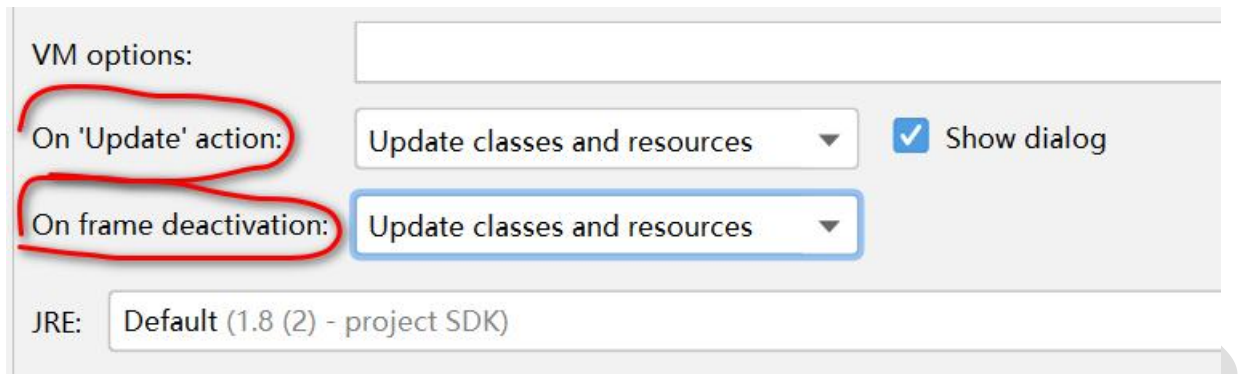 VM options:
On 'Update' action: Update classes and resources Show dialog
On frame deactivation: Update classes and resources
JRE: Default (1.8 (2) - project SDK)